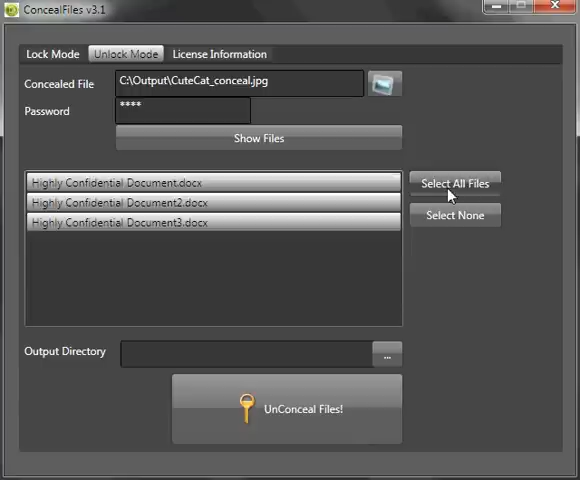 ConcealFiles v3.1
Lock Mode Unlock Mode License Information
Concealed File C:\Output\CuteCat_conceal.jpg
Password ****
Show Files
Highly Confidential Document.docx
Select All Files
Highly Confidential Document2.docx
Highly Confidential Document3.docx
Select None
Output Directory ...
UnConceal Files!